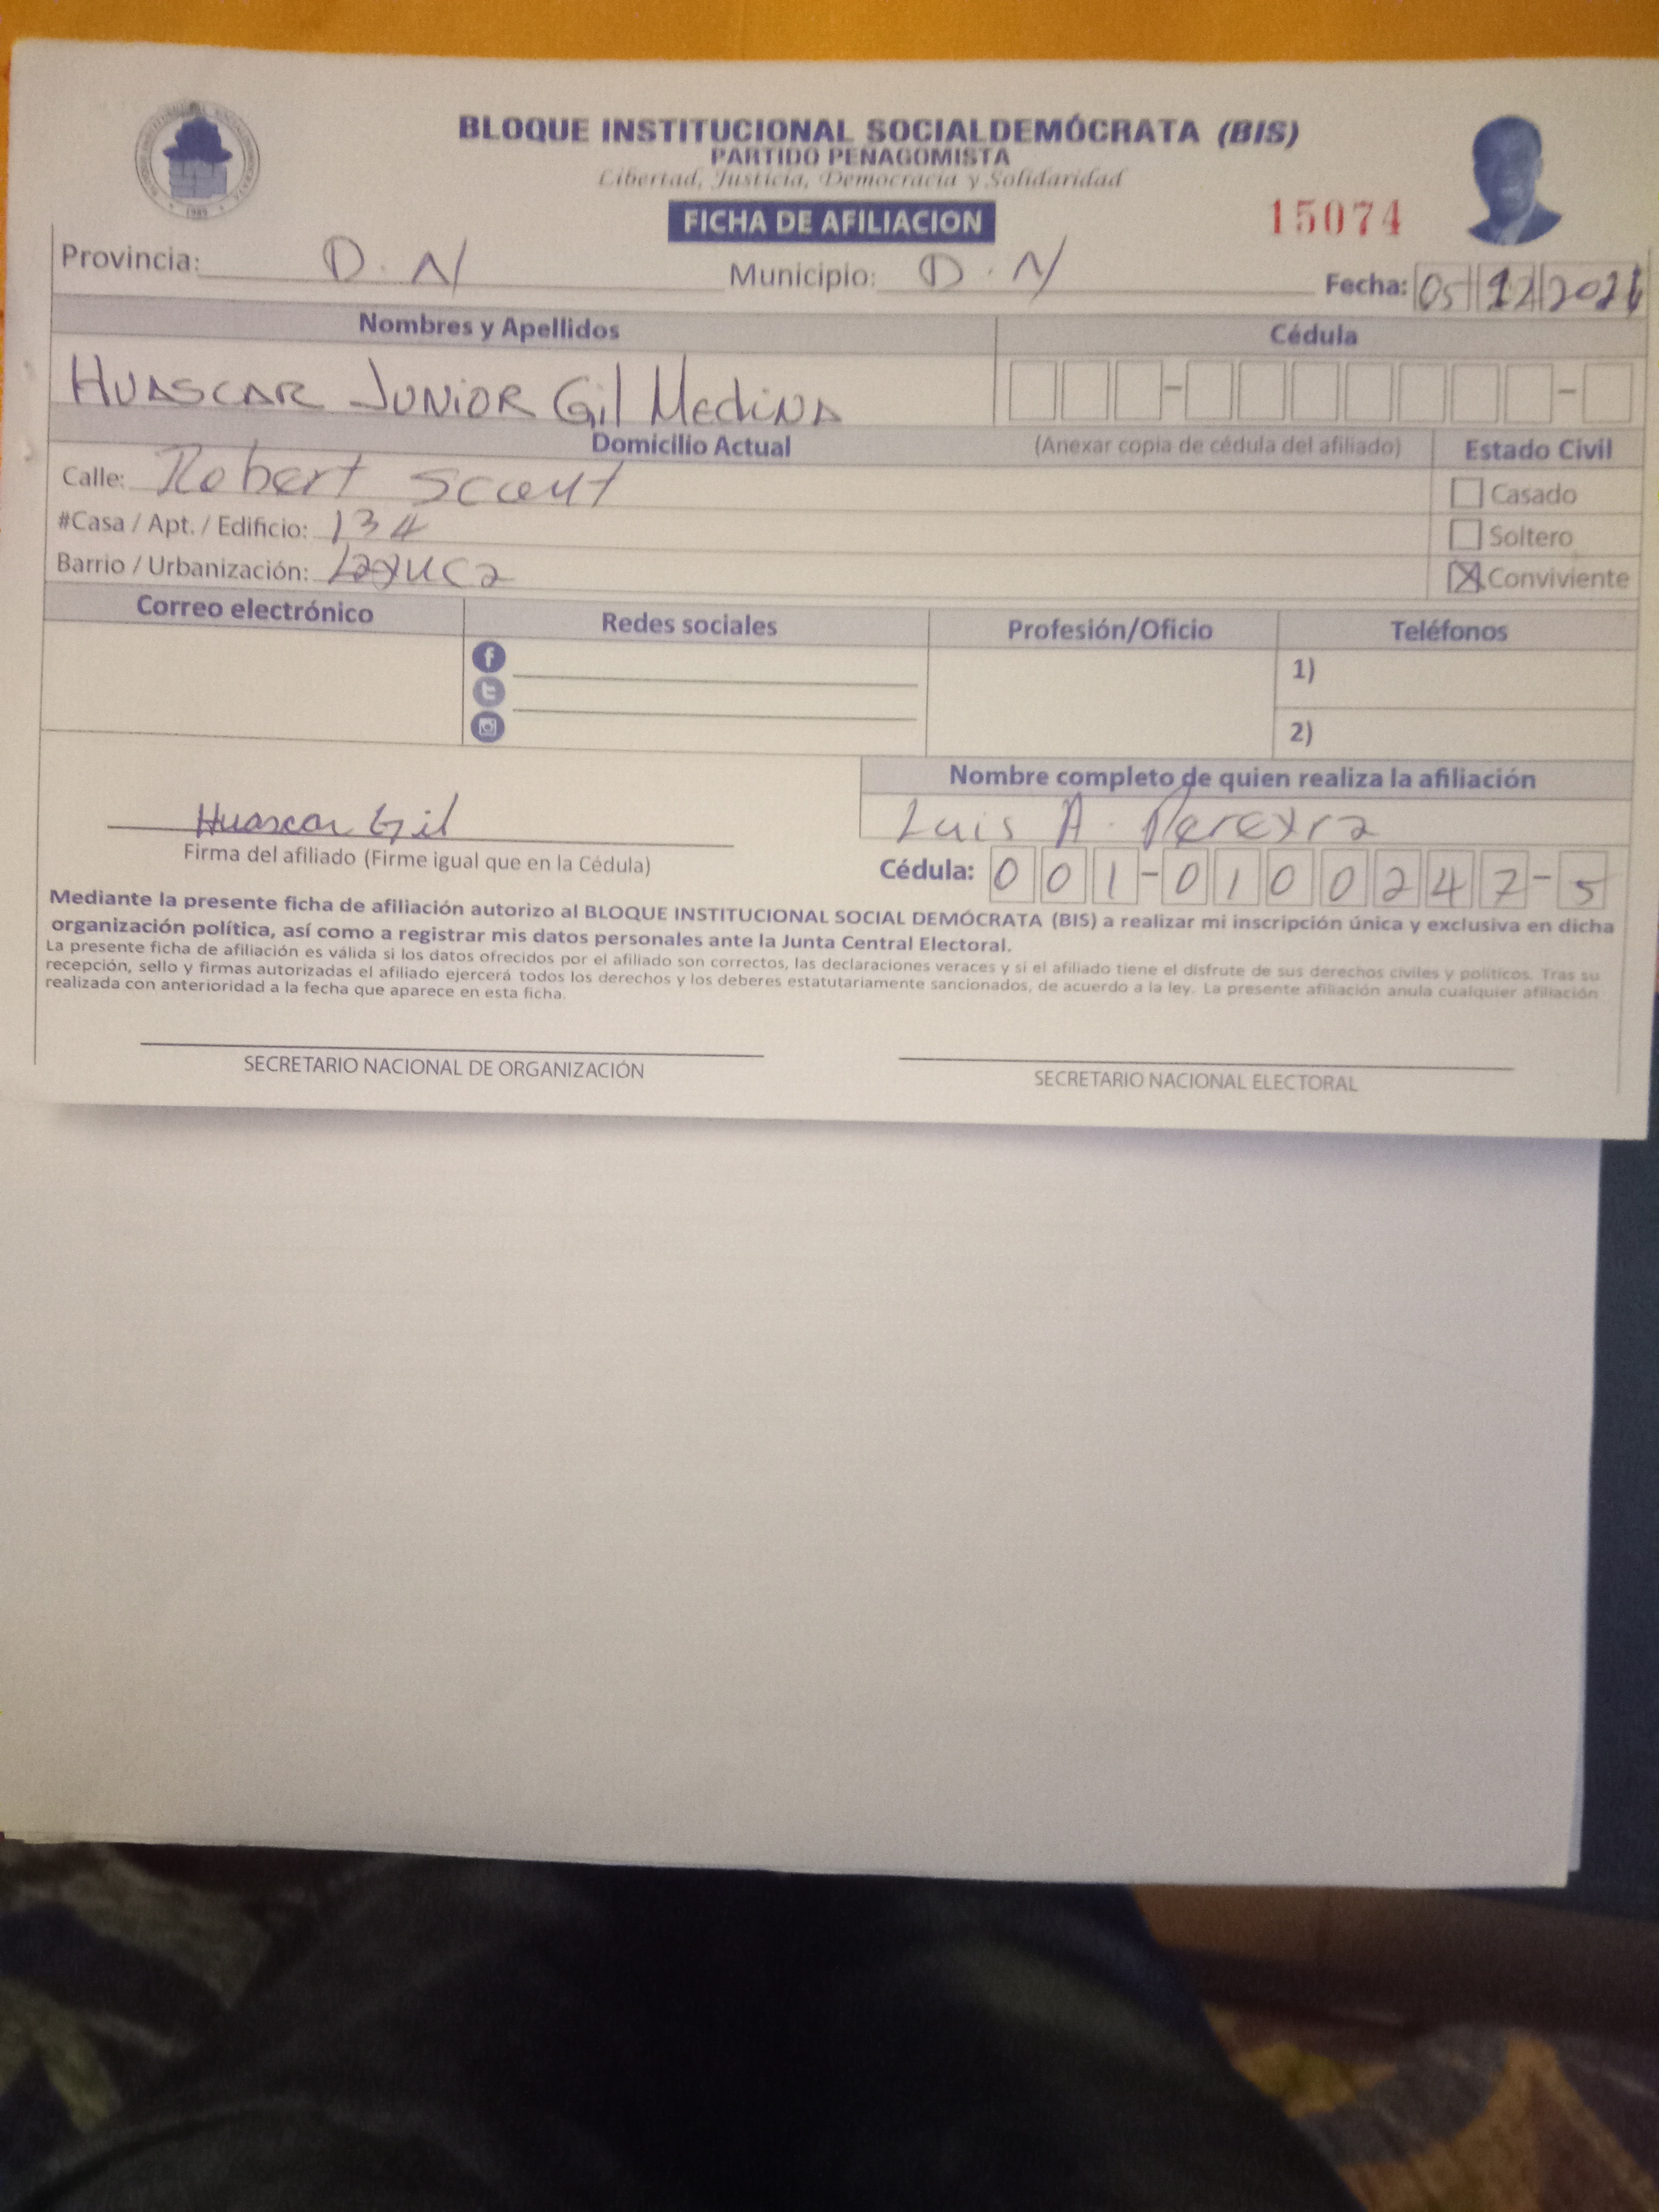 BLOQUE INSTITUCIONAL SOCIALDEMÓCRATA (BIS)
PARTIDO PEÑAGOMISTA
Libertad, Justicia, Democracia y Solidaridad
FICHA DE AFILIACION
15074
1989
Provincia: D.N Municipio: D.N Fecha: 05 12 2021
Nombres y Apellidos Cédula
HUASCAR JUNIOR Gil MediNA
Domicilio Actual (Anexar copia de cédula del afiliado) Estado Civil
Calle: Robert Scout Casado
#Casa / Apt. / Edificio: 134 Soltero
Barrio / Urbanización: Layuca X Conviviente
Correo electrónico Redes sociales Profesión/Oficio Teléfonos
1)
2)
Nombre completo de quien realiza la afiliación
Huascar Gil Luis A. Pereyra
Firma del afiliado (Firme igual que en la Cédula) Cédula: 001-0100247-5
Mediante la presente ficha de afiliación autorizo al BLOQUE INSTITUCIONAL SOCIAL DEMÓCRATA (BIS) a realizar mi inscripción única y exclusiva en dicha
organización política, así como a registrar mis datos personales ante la Junta Central Electoral.
La presente ficha de afiliación es válida si los datos ofrecidos por el afiliado son correctos, las declaraciones veraces y si el afiliado tiene el disfrute de sus derechos civiles y políticos. Tras su
recepción, sello y firmas autorizadas el afiliado ejercerá todos los derechos y los deberes estatutariamente sancionados, de acuerdo a la ley. La presente afiliación anula cualquier afiliación
realizada con anterioridad a la fecha que aparece en esta ficha.
SECRETARIO NACIONAL DE ORGANIZACIÓN SECRETARIO NACIONAL ELECTORAL